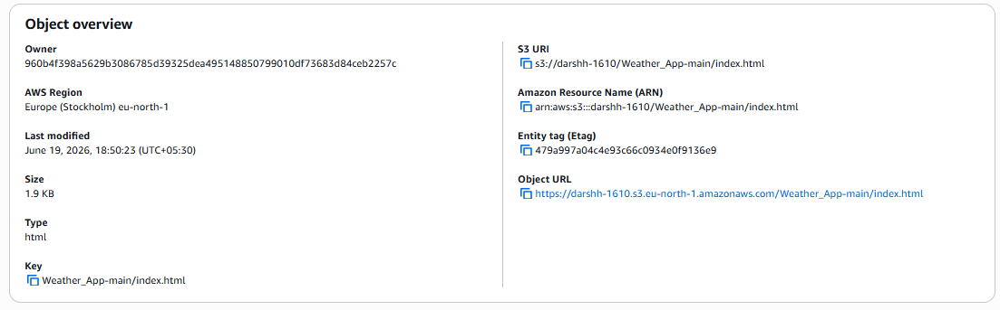 Object overview
Owner
960b4f398a5629b3086785d39325dea495148850799010df73683d84ceb2257c
AWS Region
Europe (Stockholm) eu-north-1
Last modified
June 19, 2026, 18:50:23 (UTC+05:30)
Size
1.9 KB
Type
html
Key
Weather_App-main/index.html
S3 URI
s3://darshh-1610/Weather_App-main/index.html
Amazon Resource Name (ARN)
arn:aws:s3:::darshh-1610/Weather_App-main/index.html
Entity tag (Etag)
479a997a04c4e93c66c0934e0f9136e9
Object URL
https://darshh-1610.s3.eu-north-1.amazonaws.com/Weather_App-main/index.html